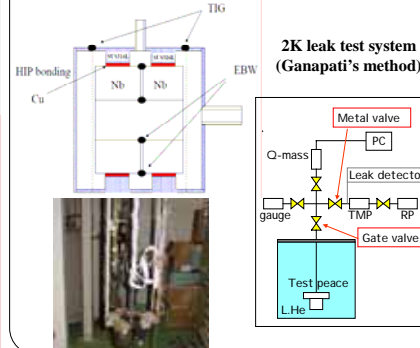 TIG
2K leak test system
(Ganapati's method)
HIP bonding
Cu
Nb
Nb
EBW
Metal valve
PC
Q-mass
Leak detecto
gauge
TMP
RP
Gate valve
Test peace
L.He